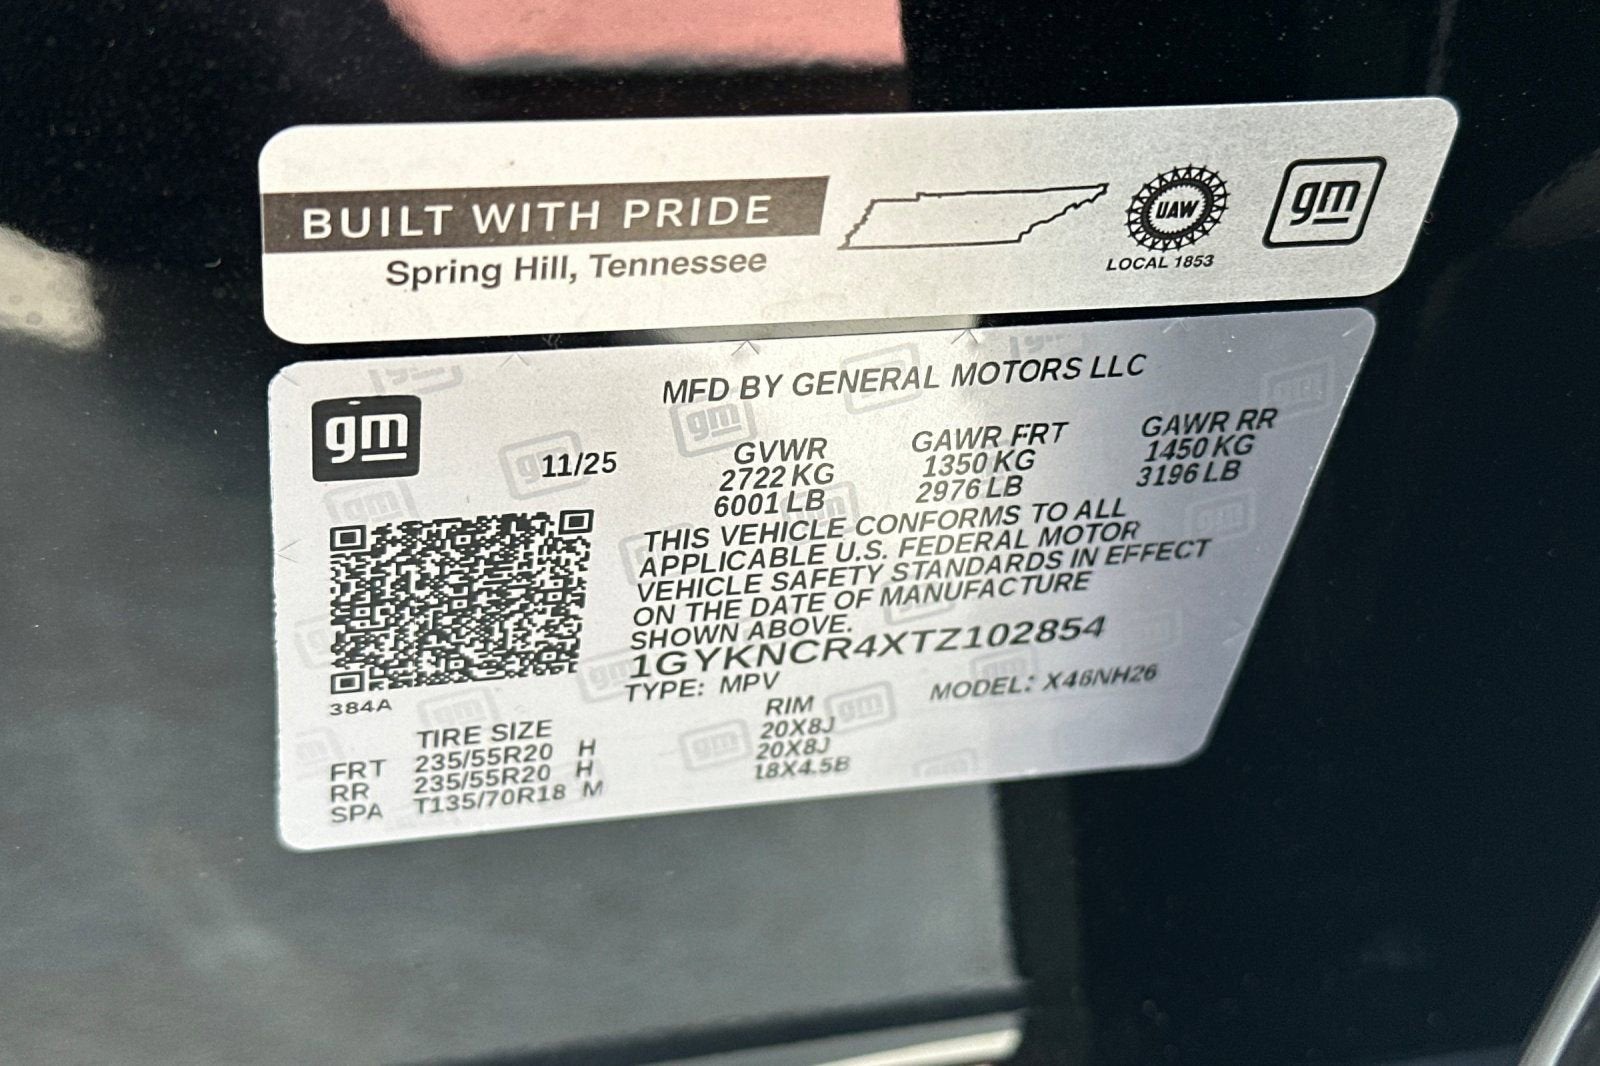 BUILT WITH PRIDE
Spring Hill, Tennessee
UAW
LOCAL 1853
gm
MFD BY GENERAL MOTORS LLC
gm
11/25
GVWR GAWR FRT GAWR RR
2722 KG 1350 KG 1450 KG
6001 LB 2976 LB 3196 LB
THIS VEHICLE CONFORMS TO ALL
APPLICABLE U.S. FEDERAL MOTOR
VEHICLE SAFETY STANDARDS IN EFFECT
ON THE DATE OF MANUFACTURE
SHOWN ABOVE.
1GYKNCR4XTZ102854
TYPE: MPV MODEL: X46NH26
384A
TIRE SIZE RIM
FRT 235/55R20 H 20X8J
RR 235/55R20 H 20X8J
SPA T135/70R18 M 18X4.5B